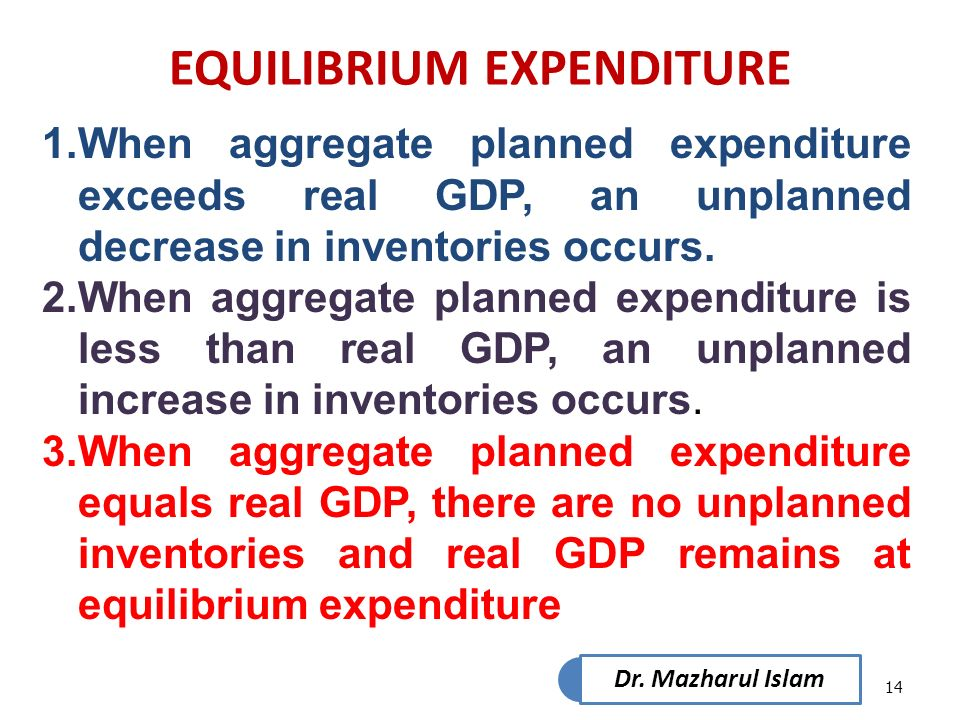 EQUILIBRIUM EXPENDITURE
1.When aggregate planned expenditure
exceeds real GDP, an unplanned
decrease in inventories occurs.
2.When aggregate planned expenditure is
less than real GDP, an unplanned
increase in inventories occurs.
3.When aggregate planned expenditure
equals real GDP, there are no unplanned
inventories and real GDP remains at
equilibrium expenditure
Dr. Mazharul Islam
14